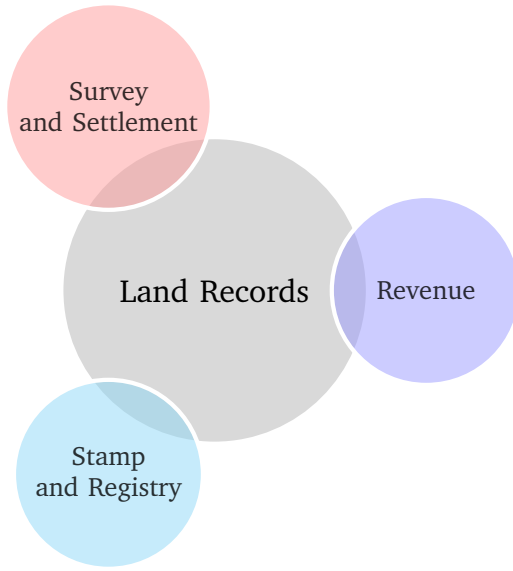 Survey
and Settlement
Land Records
Revenue
Stamp
and Registry